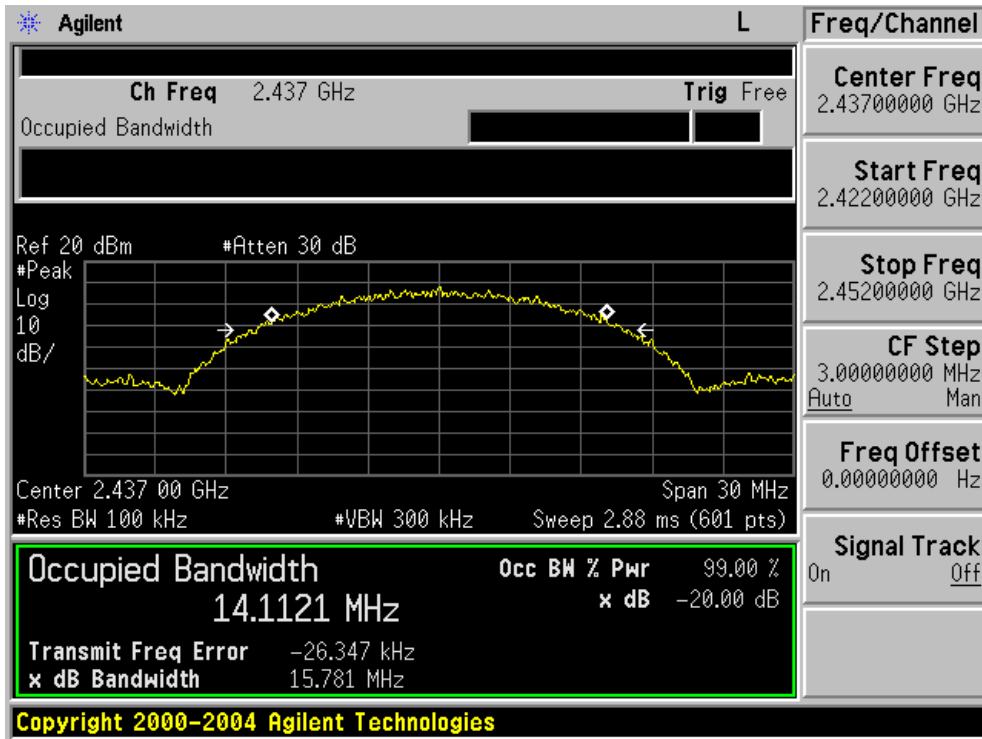 Agilent L
Ch Freq 2.437 GHz Trig Free
Occupied Bandwidth
Ref 20 dBm #Atten 30 dB
#Peak
Log
10
dB/
Center 2.437 00 GHz Span 30 MHz
#Res BW 100 kHz #VBW 300 kHz Sweep 2.88 ms (601 pts)
Occupied Bandwidth Occ BW % Pwr 99.00 %
14.1121 MHz x dB -20.00 dB
Transmit Freq Error -26.347 kHz
x dB Bandwidth 15.781 MHz
Copyright 2000-2004 Agilent Technologies
Freq/Channel
Center Freq
2.43700000 GHz
Start Freq
2.42200000 GHz
Stop Freq
2.45200000 GHz
CF Step
3.00000000 MHz
Auto Man
Freq Offset
0.00000000 Hz
Signal Track
On Off